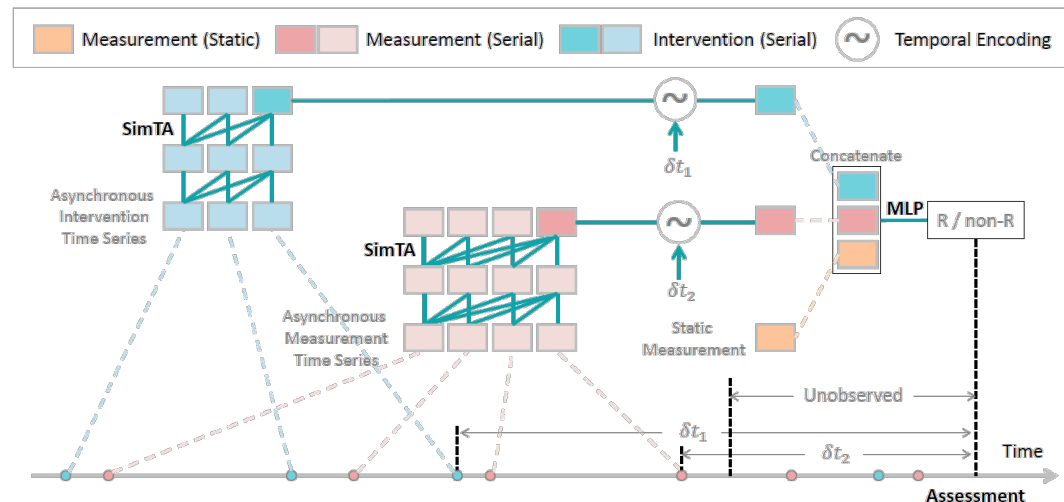 Measurement (Static)
Measurement (Serial)
Intervention (Serial)
Temporal Encoding
SimTA
δt₁
Concatenate
Asynchronous
Intervention
Time Series
MLP
R / non-R
SimTA
δt₂
Asynchronous
Measurement
Time Series
Static
Measurement
Unobserved
δt₁
δt₂
Time
Assessment